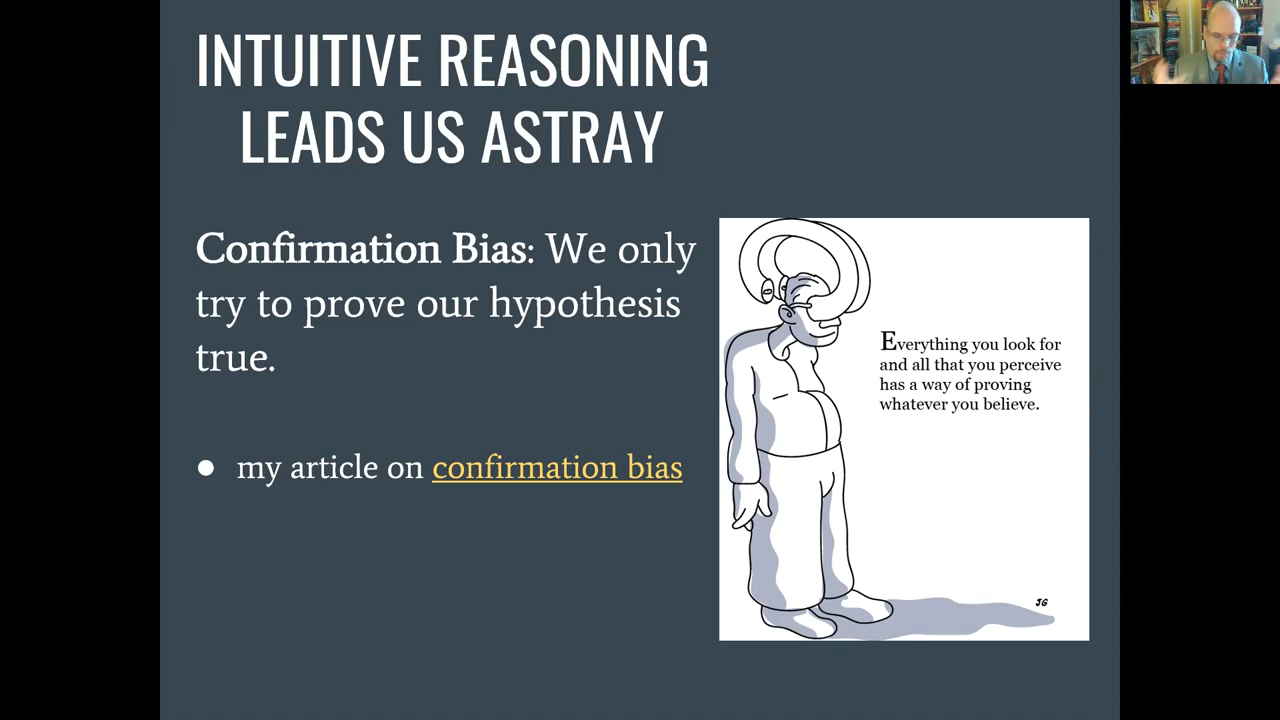 INTUITIVE REASONING
LEADS US ASTRAY
Confirmation Bias: We only
try to prove our hypothesis
true.
● my article on confirmation bias
Everything you look for
and all that you perceive
has a way of proving
whatever you believe.
JG